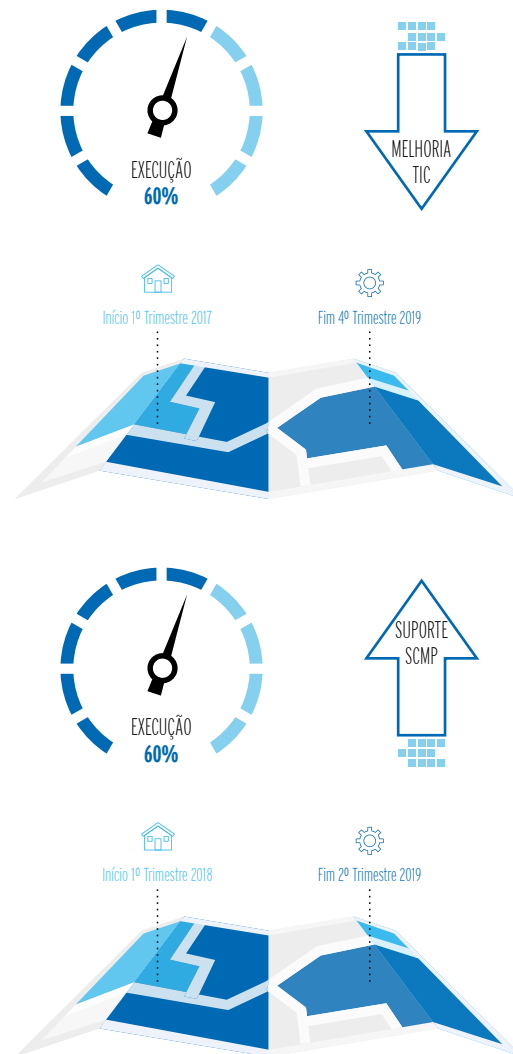 EXECUÇÃO
60%
MELHORIA
TIC
Início 1º Trimestre 2017
Fim 4º Trimestre 2019
EXECUÇÃO
60%
SUPORTE
SCMP
Início 1º Trimestre 2018
Fim 2º Trimestre 2019